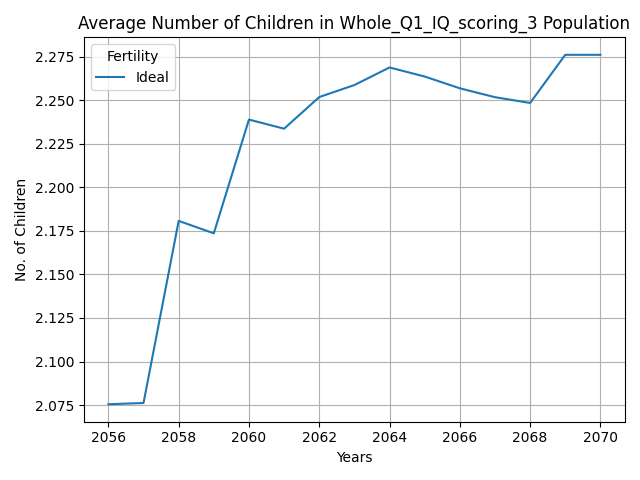 Average Number of Children in Whole_Q1_IQ_scoring_3 Population
Fertility
Ideal
2.275
2.250
2.225
2.200
2.175
2.150
2.125
2.100
2.075
No. of Children
2056 2058 2060 2062 2064 2066 2068 2070
Years